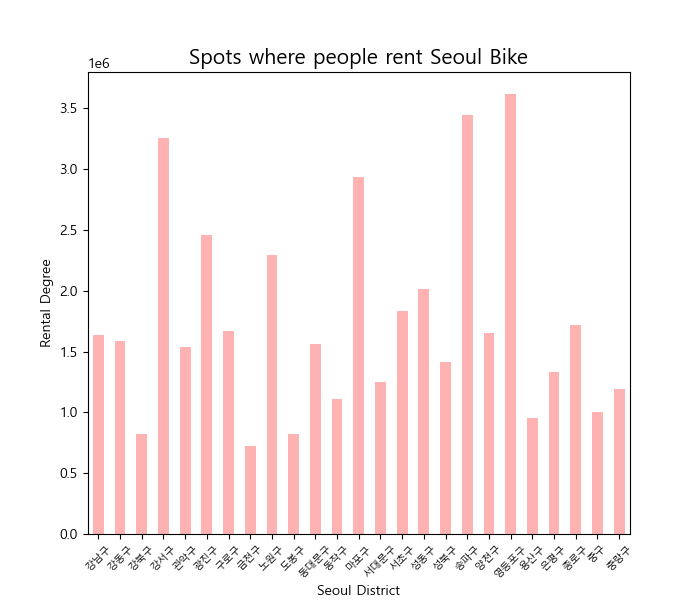 Spots where people rent Seoul Bike
1e6
3.5
3.0
2.5
2.0
1.5
1.0
0.5
0.0
Rental Degree
강남구 강동구 강북구 강서구 관악구 광진구 구로구 금천구 노원구 도봉구 동대문구 동작구 마포구 서대문구 서초구 성동구 성북구 송파구 양천구 영등포구 용산구 은평구 종로구 중구 중랑구
Seoul District